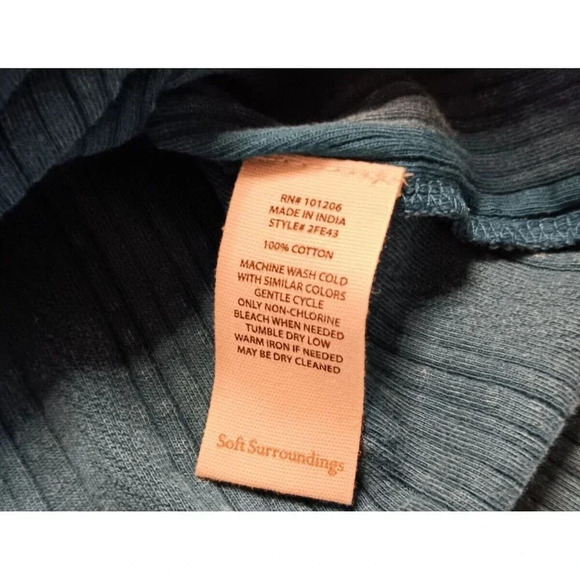 RN# 101206
MADE IN INDIA
STYLE# 2FE43
100% COTTON
MACHINE WASH COLD
WITH SIMILAR COLORS
GENTLE CYCLE
ONLY NON-CHLORINE
BLEACH WHEN NEEDED
TUMBLE DRY LOW
WARM IRON IF NEEDED
MAY BE DRY CLEANED
Soft Surroundings